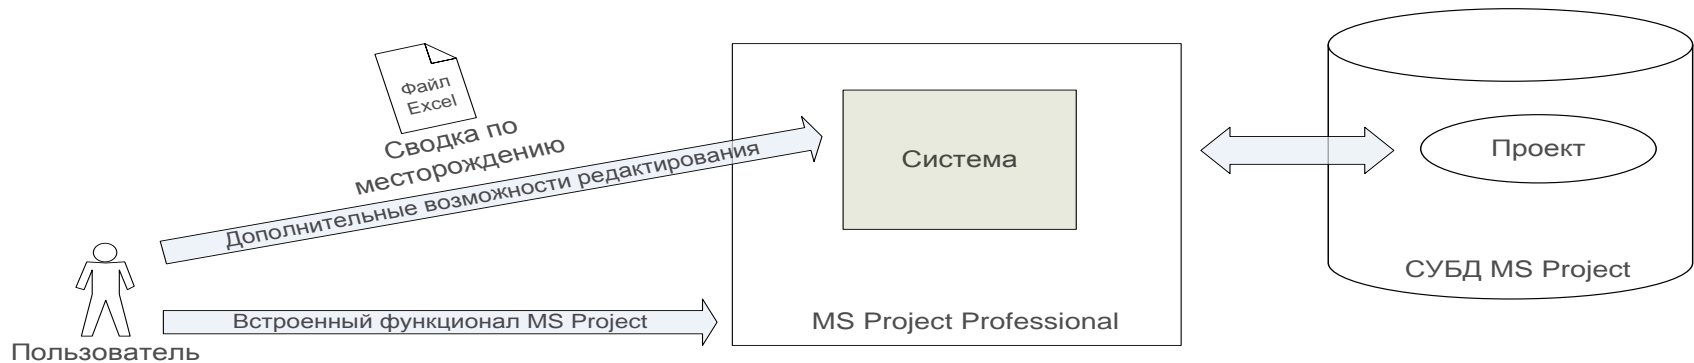 Файл
Excel
Сводка по
месторождению
Дополнительные возможности редактирования
Система
Проект
СУБД MS Project
Встроенный функционал MS Project
MS Project Professional
Пользователь